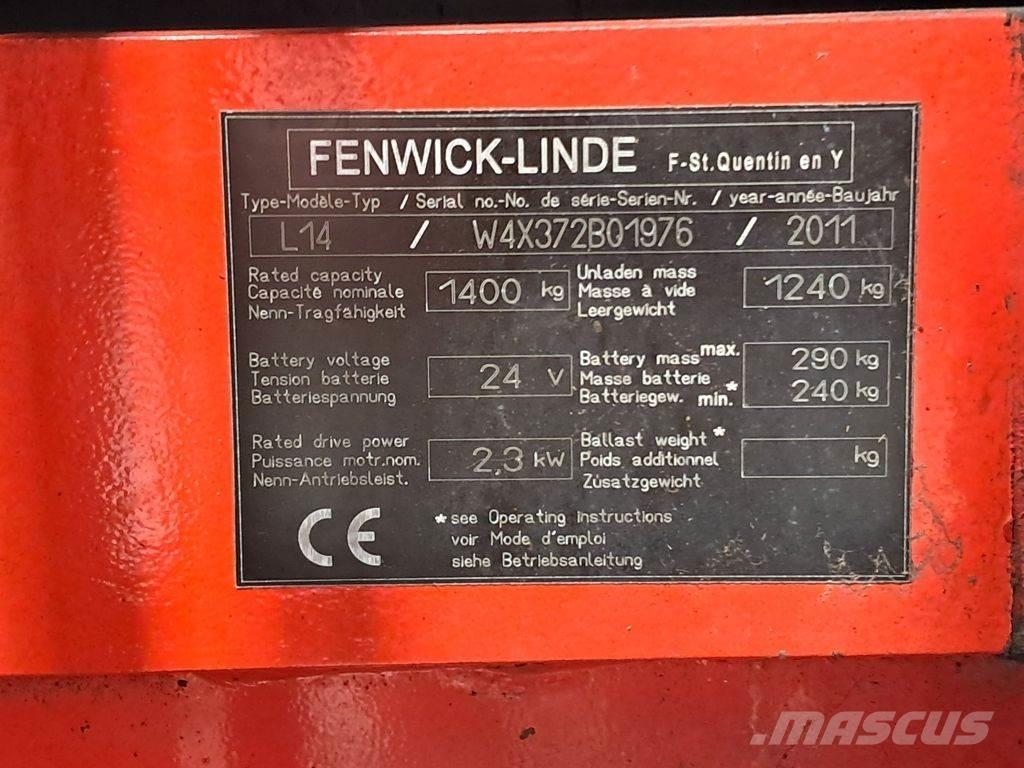 FENWICK-LINDE F-St.Quentin en Y
Type-Modèle-Typ / Serial no.-No. de série-Serien-Nr. / year-année-Baujahr
L14 / W4X372B01976 / 2011
Rated capacity
Capacité nominale
Nenn-Tragfähigkeit
1400 kg
Unladen mass
Masse à vide
Leergewicht
1240 kg
Battery voltage
Tension batterie
Batteriespannung
24 V
Battery mass max.
Masse batterie
Batteriegew. min.*
290 kg
240 kg
Rated drive power
Puissance motr.nom.
Nenn-Antriebsleist.
2,3 kW
Ballast weight*
Poids additionnel
Zusatzgewicht
kg
CE
*see Operating Instructions
voir Mode d'emploi
siehe Betriebsanleitung
MASCUS